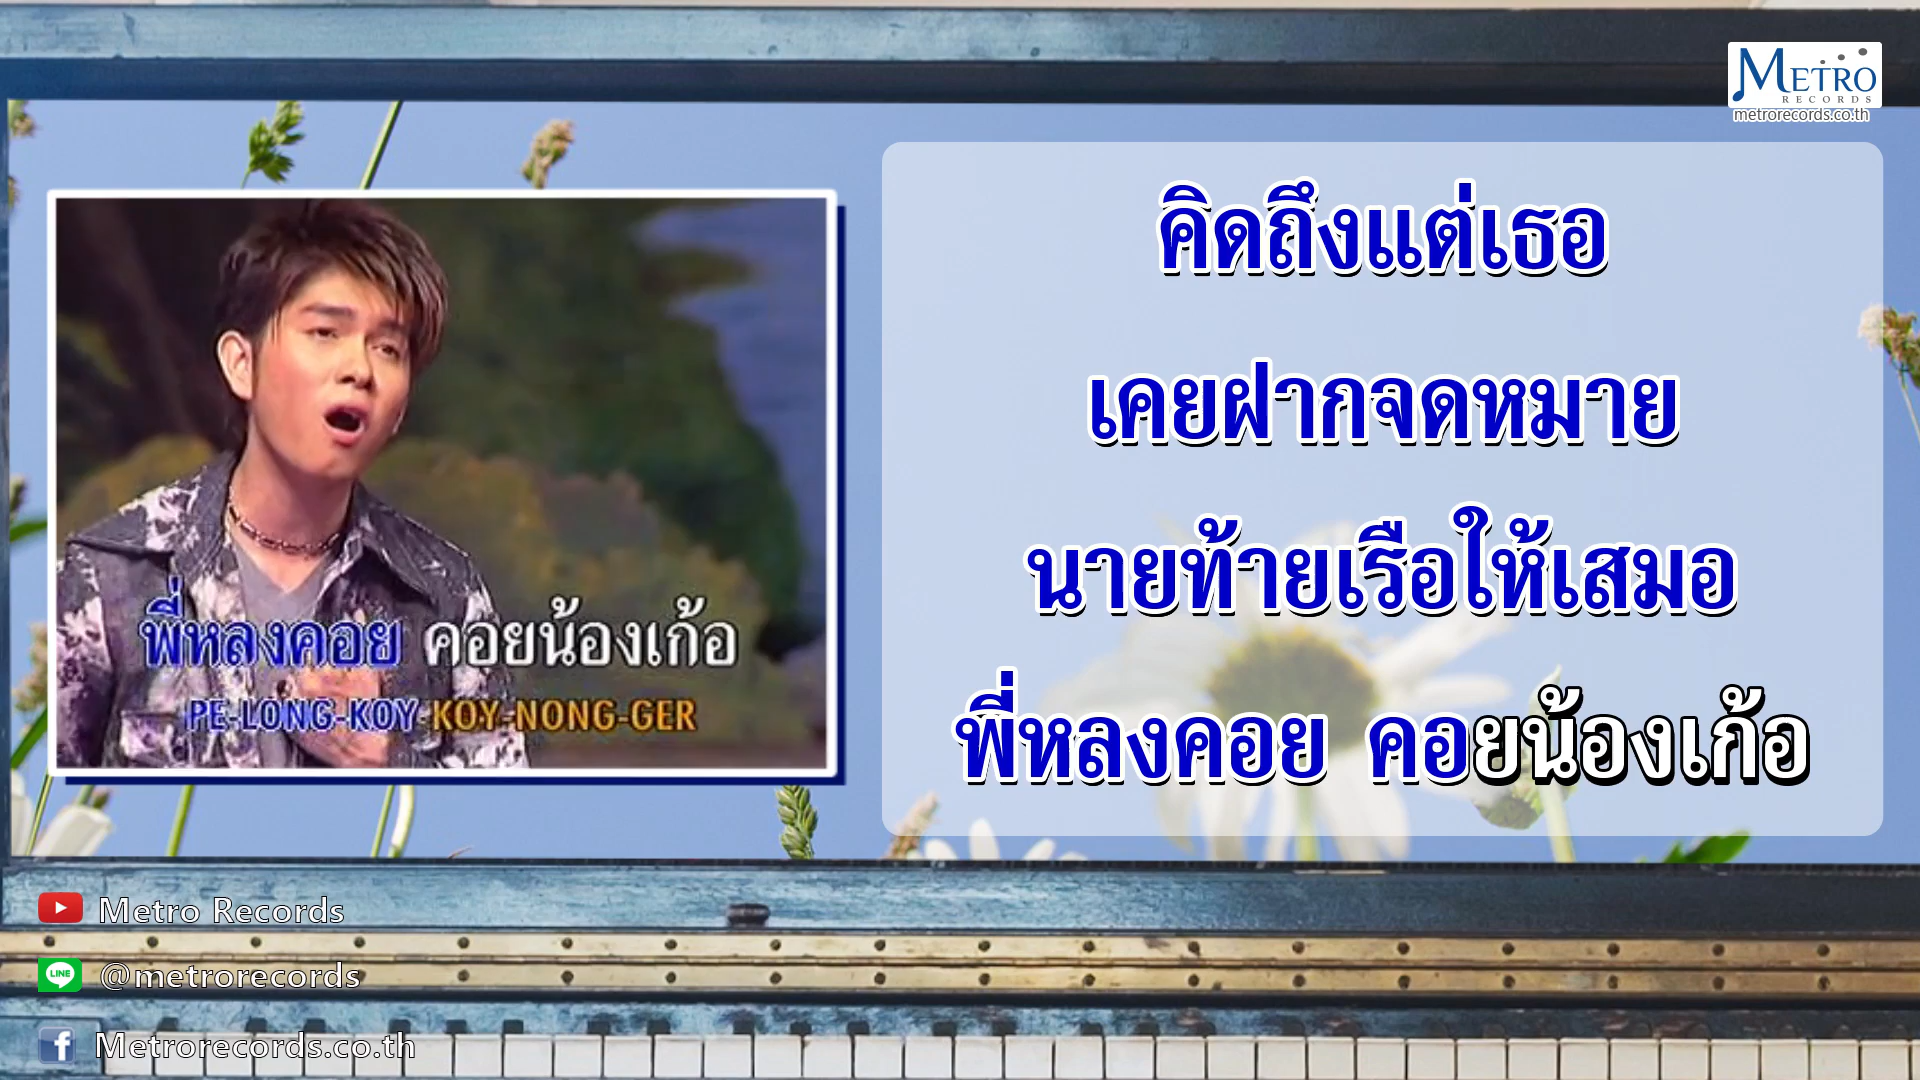 METRO
RECORDS
metrorecords.co.th
คิดถึงแต่เธอ
เคยฝากจดหมาย
นายท้ายเรือให้เสมอ
พี่หลงคอย คอยน้องเก้อ
พี่หลงคอย คอยน้องเก้อ
PE-LONG-KOY-KOY-NONG-GER
Metro Records
LINE
@metrorecords
f Metrorecords.co.th